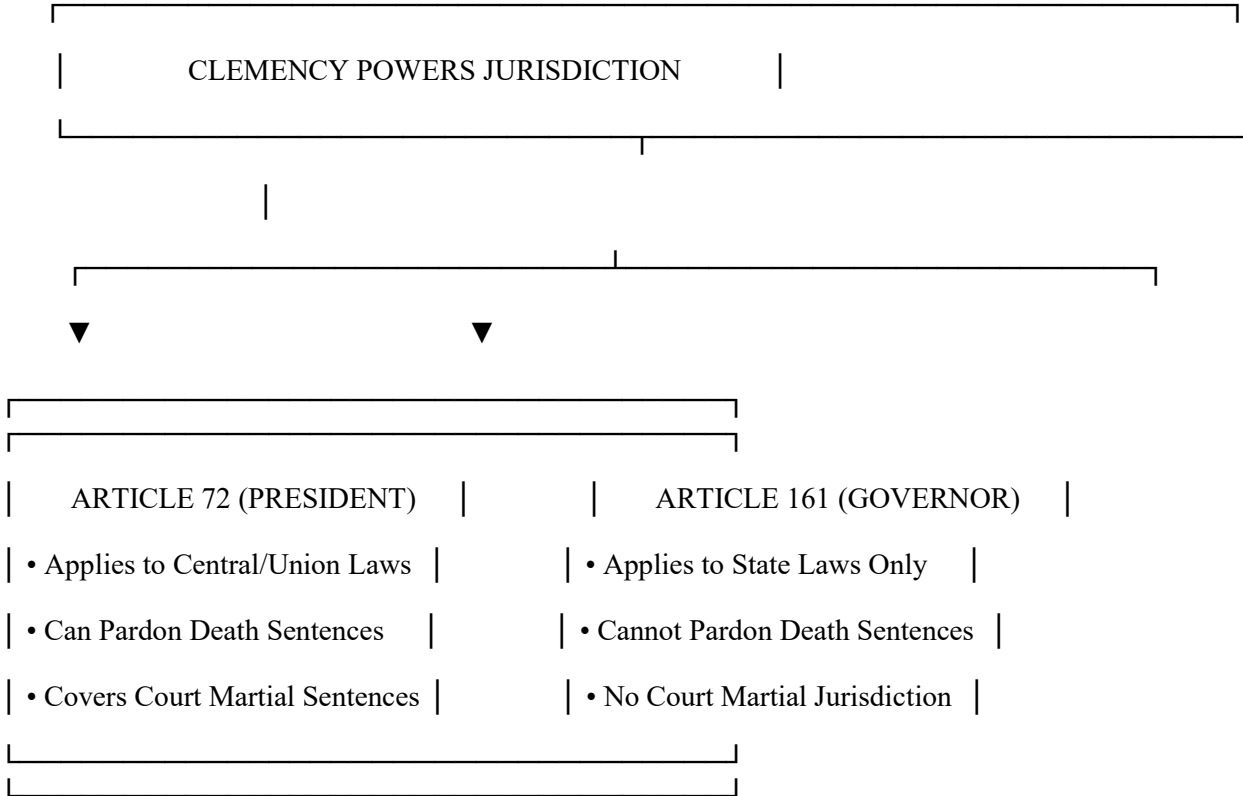 CLEMENCY POWERS JURISDICTION
▼ ▼
ARTICLE 72 (PRESIDENT) ARTICLE 161 (GOVERNOR)
• Applies to Central/Union Laws • Applies to State Laws Only
• Can Pardon Death Sentences • Cannot Pardon Death Sentences
• Covers Court Martial Sentences • No Court Martial Jurisdiction